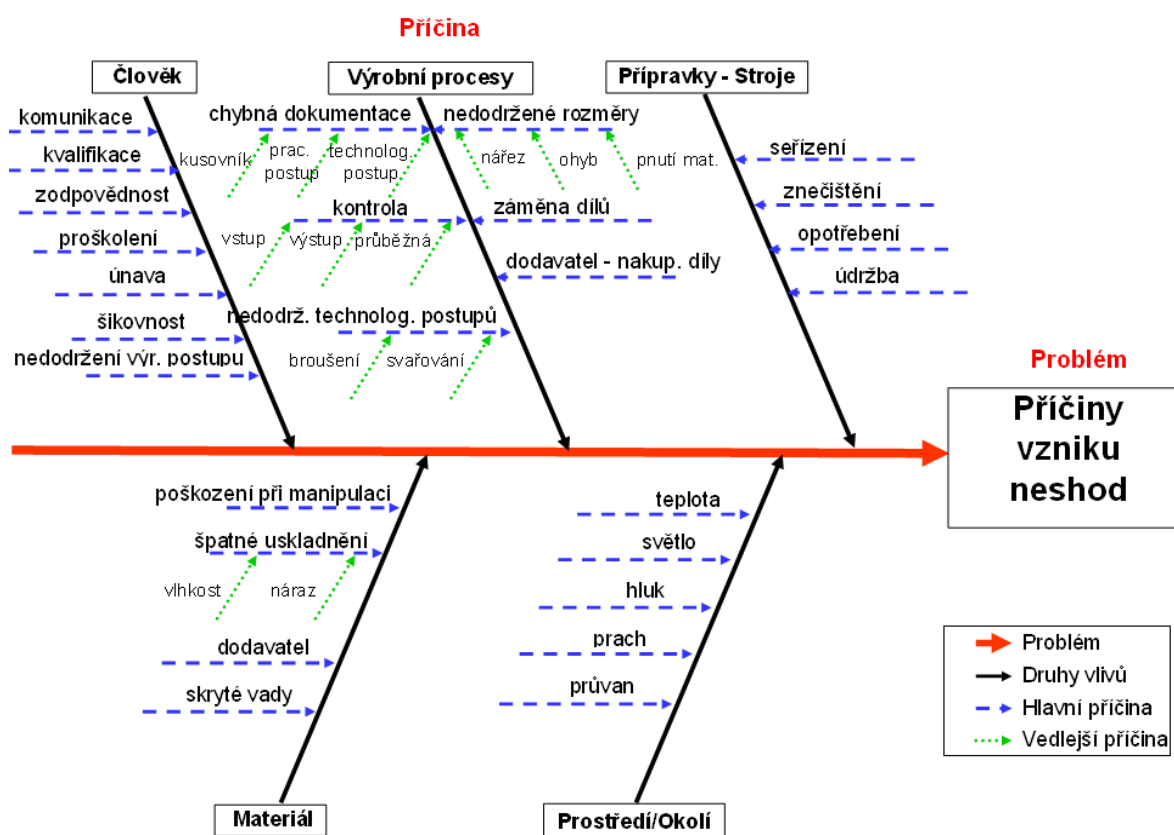 Příčina
Člověk
Výrobní procesy
Přípravky - Stroje
komunikace
kvalifikace
zodpovědnost
proškolení
únava
šikovnost
nedodržení výr. postupu
chybná dokumentace
kusovník
prac.
postup
technolog.
postup.
nedodržené rozměry
nářez
ohyb
pnutí mat.
kontrola
vstup
výstup
průběžná
záměna dílů
dodavatel - nakup. díly
nedodrž. technolog. postupů
broušení
svařování
seřízení
znečištění
opotřebení
údržba
Problém
Příčiny
vzniku
neshod
poškození při manipulaci
špatné uskladnění
vlhkost
náraz
dodavatel
skryté vady
Materiál
teplota
světlo
hluk
prach
průvan
Prostředí/Okolí
Problém
Druhy vlivů
Hlavní příčina
Vedlejší příčina